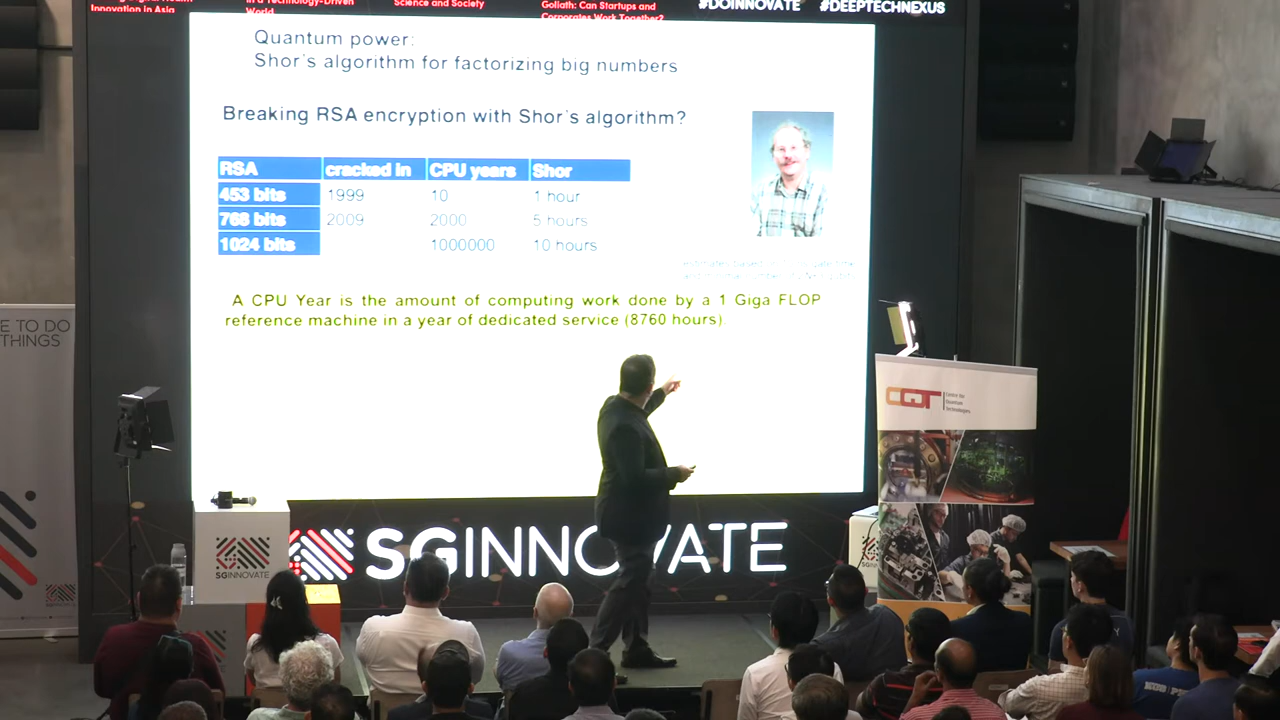 Innovation in Asia
in a Technology-Driven
World
Science and Society
Goliath: Can Startups and
Corporates Work Together?
#DOINNOVATE #DEEPTECHNEXUS
Quantum power:
Shor's algorithm for factorizing big numbers
Breaking RSA encryption with Shor's algorithm?
RSA cracked in CPU years Shor
453 bits 1999 10 1 hour
768 bits 2009 2000 5 hours
1024 bits 1000000 10 hours
A CPU Year is the amount of computing work done by a 1 Giga FLOP
reference machine in a year of dedicated service (8760 hours).
E TO DO
THINGS
CQT
Centre for
Quantum
Technologies
SGINNOVATE
SGINNOVATE